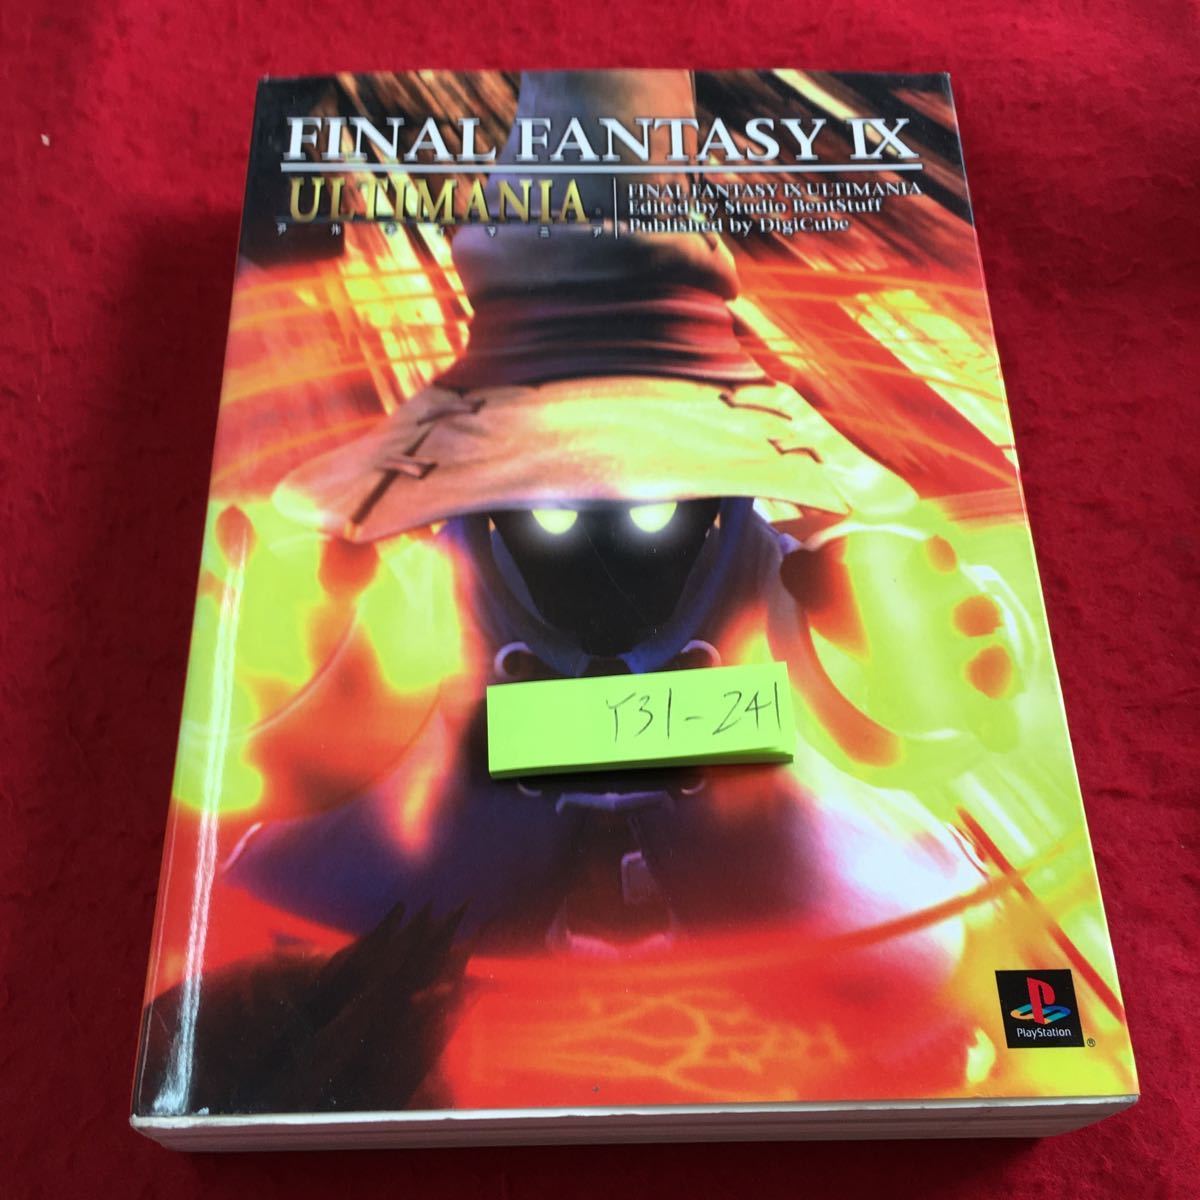 FINAL FANTASY IX
ULTIMANIA
アルティマニア
FINAL FANTASY IX ULTIMANIA
Edited by Studio BentStuff
Published by DigiCube
Y31-241
PlayStation
®